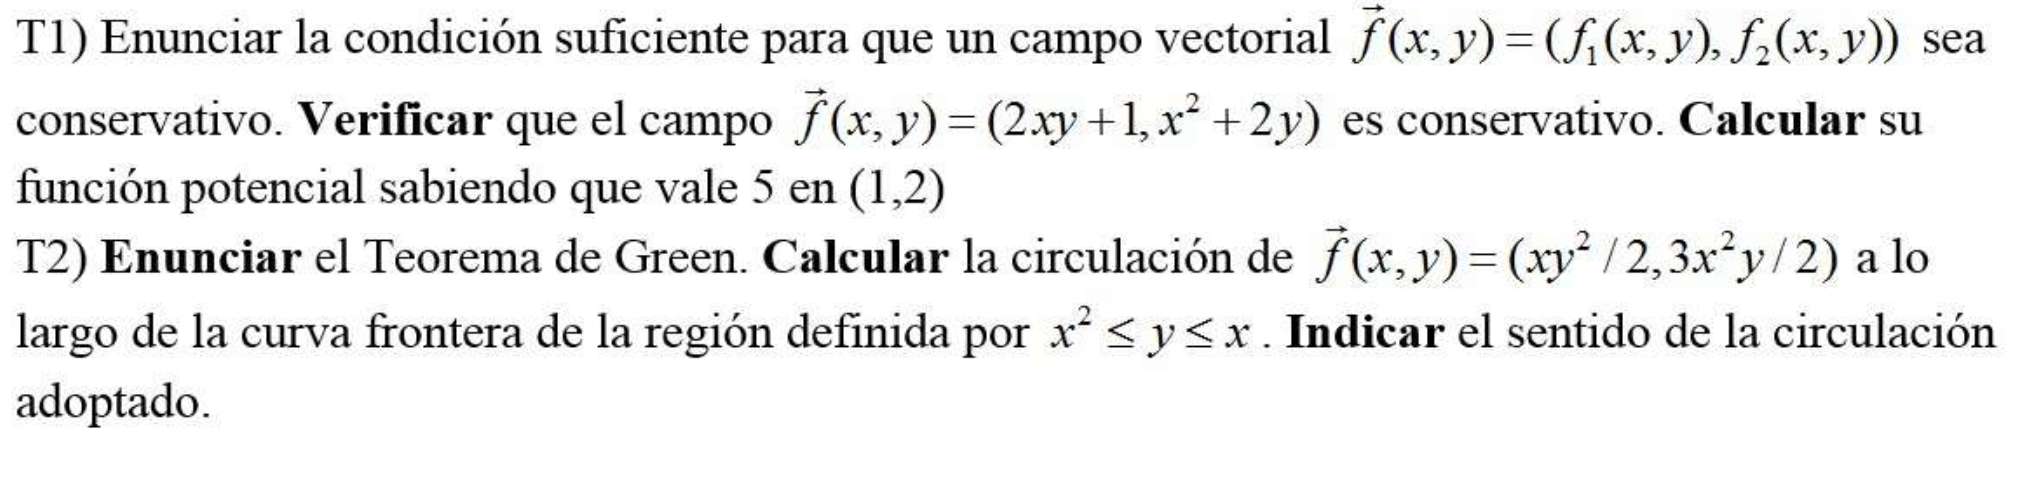 T1) Enunciar la condición suficiente para que un campo vectorial $\vec{f}(x,y)=(f_1(x,y),f_2(x,y))$ sea
conservativo. Verificar que el campo $\vec{f}(x,y)=(2xy+1,x^2+2y)$ es conservativo. Calcular su
función potencial sabiendo que vale 5 en (1,2)
T2) Enunciar el Teorema de Green. Calcular la circulación de $\vec{f}(x,y)=(xy^2/2,3x^2y/2)$ a lo
largo de la curva frontera de la región definida por $x^2 \leq y \leq x$. Indicar el sentido de la circulación
adoptado.